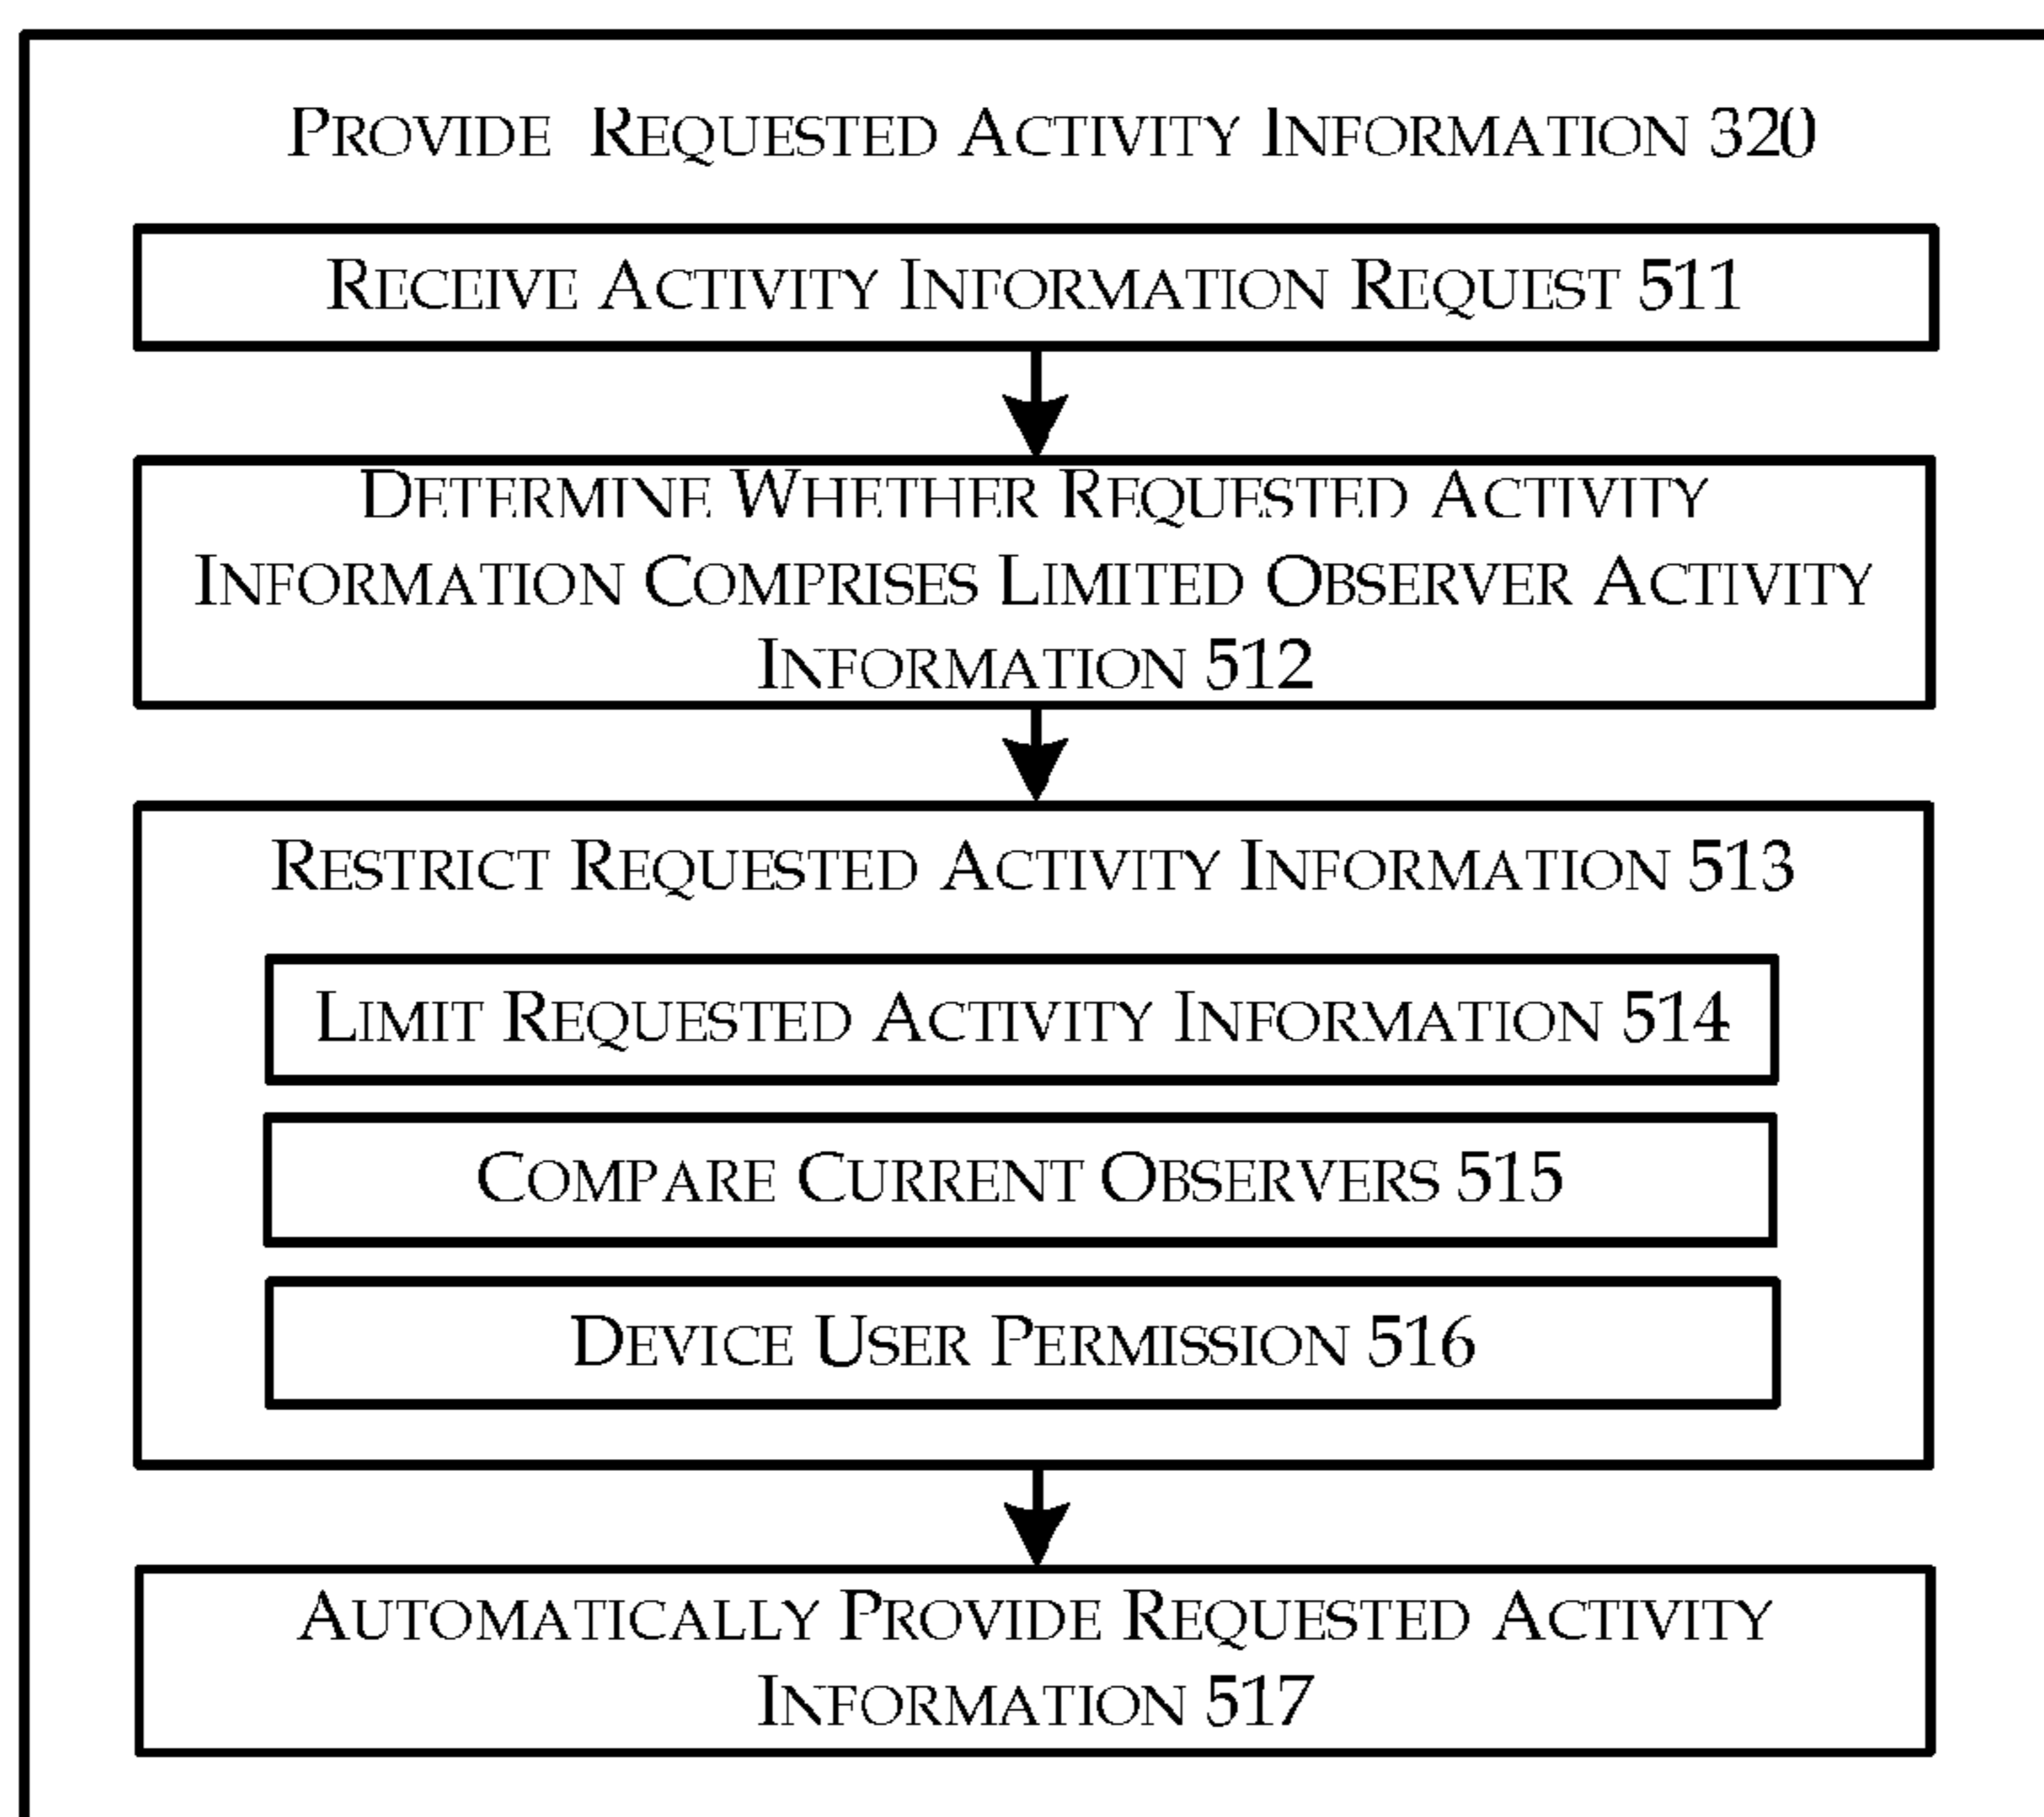 PROVIDE REQUESTED ACTIVITY INFORMATION 320
RECEIVE ACTIVITY INFORMATION REQUEST 511
DETERMINE WHETHER REQUESTED ACTIVITY
INFORMATION COMPRISES LIMITED OBSERVER ACTIVITY
INFORMATION 512
RESTRICT REQUESTED ACTIVITY INFORMATION 513
LIMIT REQUESTED ACTIVITY INFORMATION 514
COMPARE CURRENT OBSERVERS 515
DEVICE USER PERMISSION 516
AUTOMATICALLY PROVIDE REQUESTED ACTIVITY
INFORMATION 517